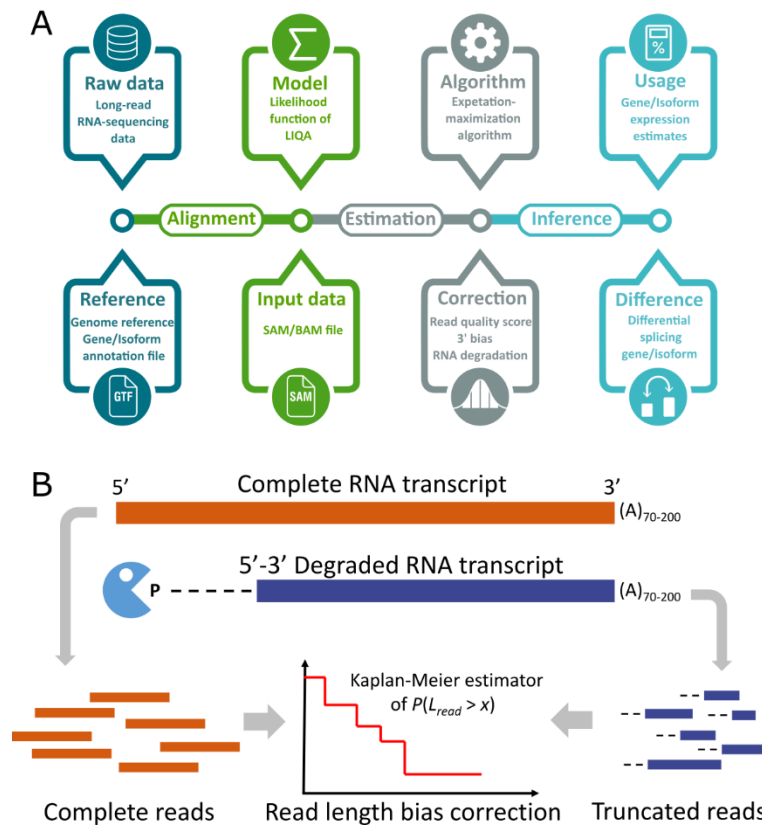 A
Raw data
Long-read
RNA-sequencing
data
Model
Likelihood
function of
LIQA
Algorithm
Expetation-
maximization
algorithm
%
Usage
Gene/Isoform
expression
estimates
Alignment
Estimation
Inference
Reference
Genome reference
Gene/Isoform
annotation file
GTF
Input data
SAM/BAM file
SAM
Correction
Read quality score
3' bias
RNA degradation
Difference
Differential
splicing
gene/isoform
B
5’ Complete RNA transcript 3’
(A)70-200
5’-3’ Degraded RNA transcript
P
(A)70-200
Kaplan-Meier estimator
of P(Lread > x)
Complete reads
Read length bias correction
Truncated reads